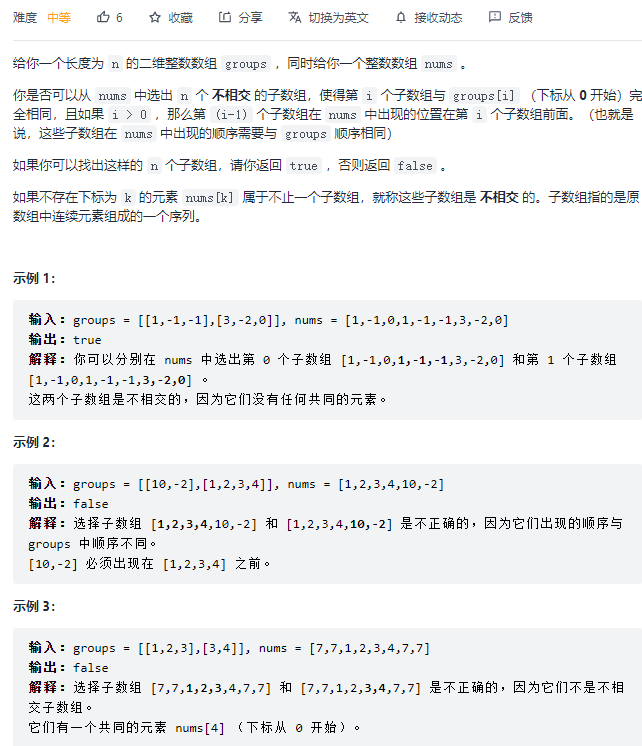 难度 中等 6 收藏 分享 切换为英文 接收动态 反馈
给你一个长度为 n 的二维整数数组 groups ，同时给你一个整数数组 nums 。
你是否可以从 nums 中选出 n 个 不相交 的子数组，使得第 i 个子数组与 groups[i] （下标从 0 开始）完
全相同，且如果 i > 0 ，那么第 (i-1) 个子数组在 nums 中出现的位置在第 i 个子数组前面。（也就是
说，这些子数组在 nums 中出现的顺序需要与 groups 顺序相同）
如果你可以找出这样的 n 个子数组，请你返回 true ，否则返回 false 。
如果不存在下标为 k 的元素 nums[k] 属于不止一个子数组，就称这些子数组是 不相交 的。子数组指的是原
数组中连续元素组成的一个序列。
示例 1：
输入：groups = [[1,-1,-1],[3,-2,0]], nums = [1,-1,0,1,-1,-1,3,-2,0]
输出：true
解释：你可以分别在 nums 中选出第 0 个子数组 [1,-1,0,1,-1,-1,3,-2,0] 和第 1 个子数组
[1,-1,0,1,-1,-1,3,-2,0] 。
这两个子数组是不相交的，因为它们没有任何共同的元素。
示例 2：
输入：groups = [[10,-2],[1,2,3,4]], nums = [1,2,3,4,10,-2]
输出：false
解释：选择子数组 [1,2,3,4,10,-2] 和 [1,2,3,4,10,-2] 是不正确的，因为它们出现的顺序与
groups 中顺序不同。
[10,-2] 必须出现在 [1,2,3,4] 之前。
示例 3：
输入：groups = [[1,2,3],[3,4]], nums = [7,7,1,2,3,4,7,7]
输出：false
解释：选择子数组 [7,7,1,2,3,4,7,7] 和 [7,7,1,2,3,4,7,7] 是不正确的，因为它们不是不相
交子数组。
它们有一个共同的元素 nums[4] （下标从 0 开始）。